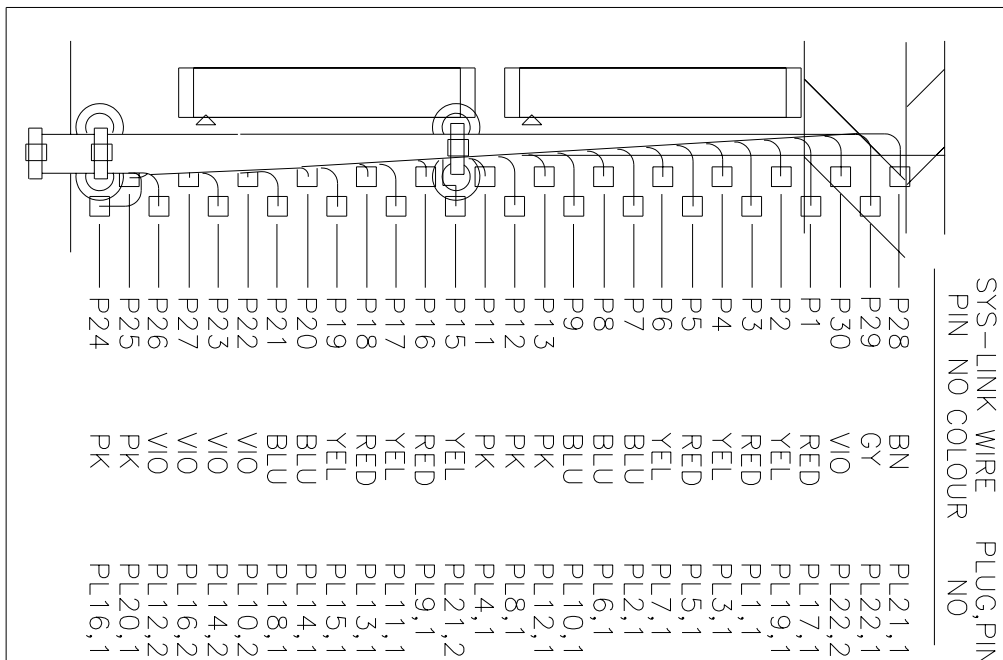 SYS-LINK WIRE PLUG,PIN
PIN NO COLOUR NO
P28 BN PL21,1
P29 GY PL22,1
P30 VIO PL22,2
P1 RED PL17,1
P2 YEL PL19,1
P3 RED PL1,1
P4 YEL PL3,1
P5 RED PL5,1
P6 YEL PL7,1
P7 BLU PL2,1
P8 BLU PL6,1
P9 BLU PL10,1
P13 PK PL12,1
P12 PK PL8,1
P11 PK PL4,1
P15 YEL PL21,2
P16 RED PL9,1
P17 YEL PL11,1
P18 RED PL13,1
P19 YEL PL15,1
P20 BLU PL14,1
P21 BLU PL18,1
P22 VIO PL10,2
P23 VIO PL14,2
P27 VIO PL16,2
P26 VIO PL12,2
P25 PK PL20,1
P24 PK PL16,1